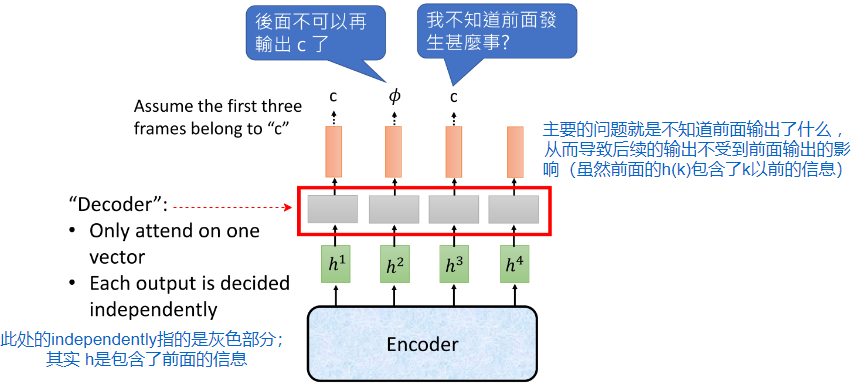 後面不可以再
輸出 c 了
我不知道前面發
生甚麼事?
Assume the first three
frames belong to “c”
c
ϕ
c
主要的问题就是不知道前面输出了什么，
从而导致后续的输出不受到前面输出的影
响（虽然前面的h(k)包含了k以前的信息）
“Decoder”:
• Only attend on one
vector
• Each output is decided
independently
h¹
h²
h³
h⁴
此处的independently指的是灰色部分；
其实 h是包含了前面的信息
Encoder